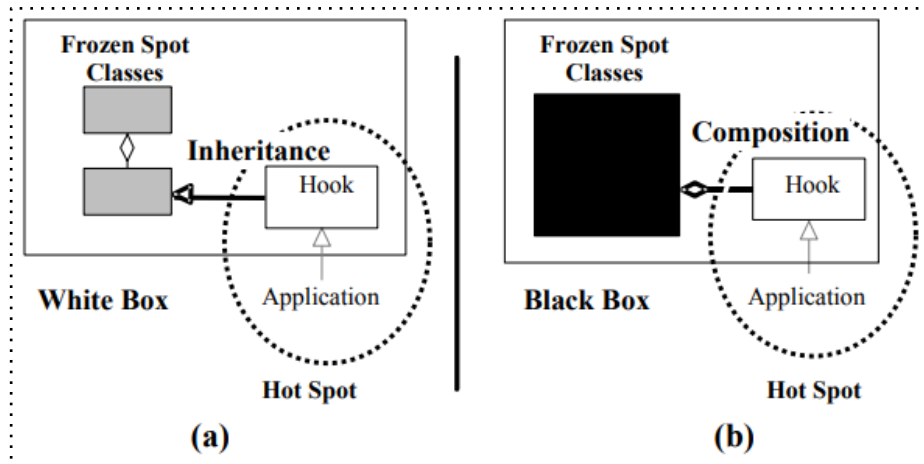 Frozen Spot
Classes
Inheritance
Hook
Application
White Box
Hot Spot
(a)
Frozen Spot
Classes
Composition
Hook
Application
Black Box
Hot Spot
(b)